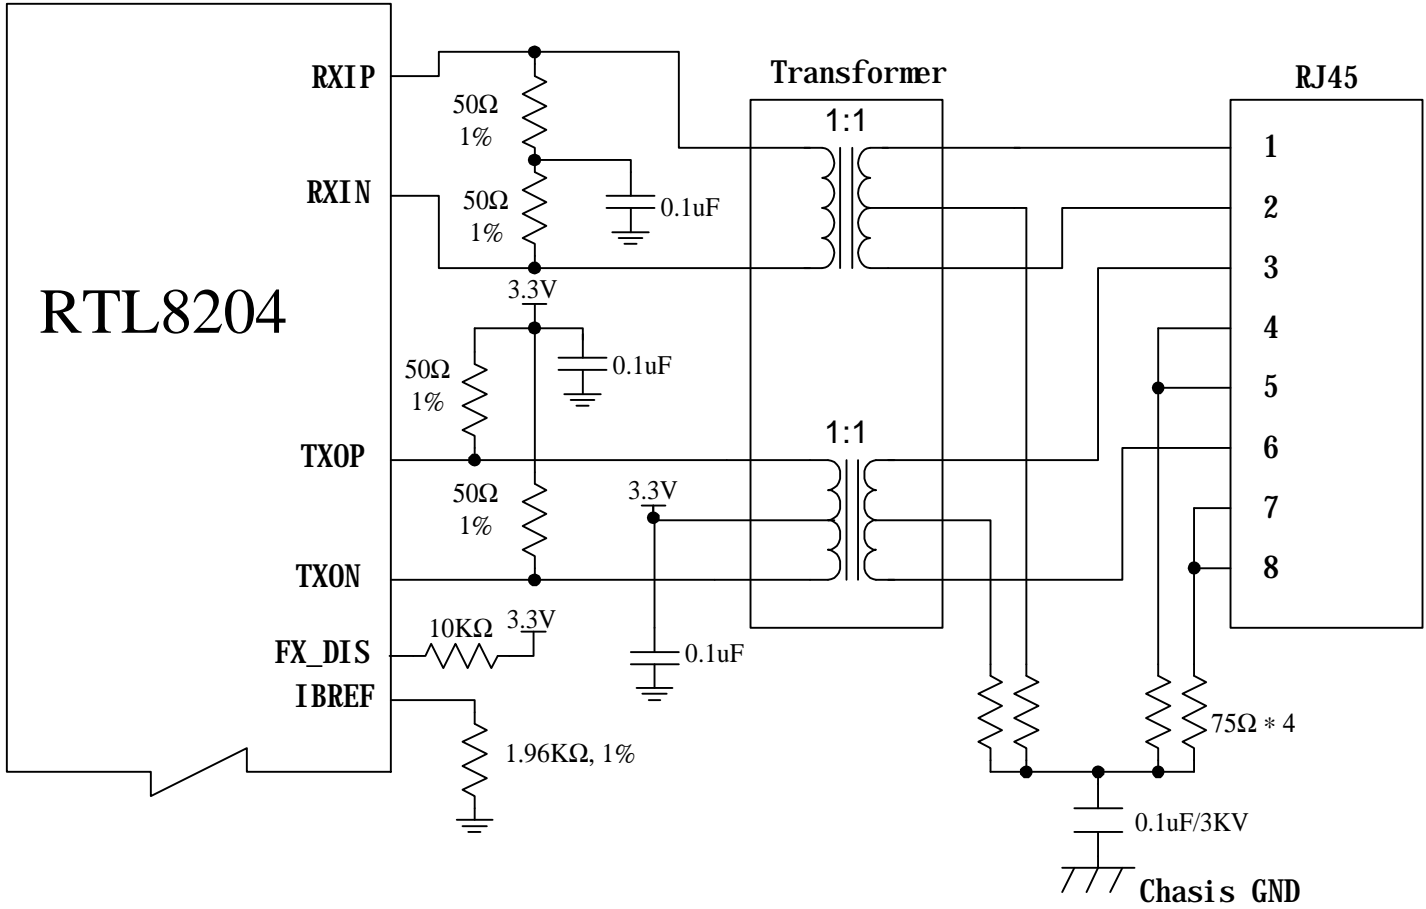 Transformer
RJ45
RXIP
50Ω
1%
1:1
1
RXIN
50Ω
1%
0.1uF
2
3
3.3V
RTL8204
4
50Ω
1%
0.1uF
5
1:1
6
TXOP
50Ω
1%
3.3V
7
TXON
8
FX_DIS
10KΩ
3.3V
0.1uF
IBREF
75Ω * 4
1.96KΩ, 1%
0.1uF/3KV
Chasis GND